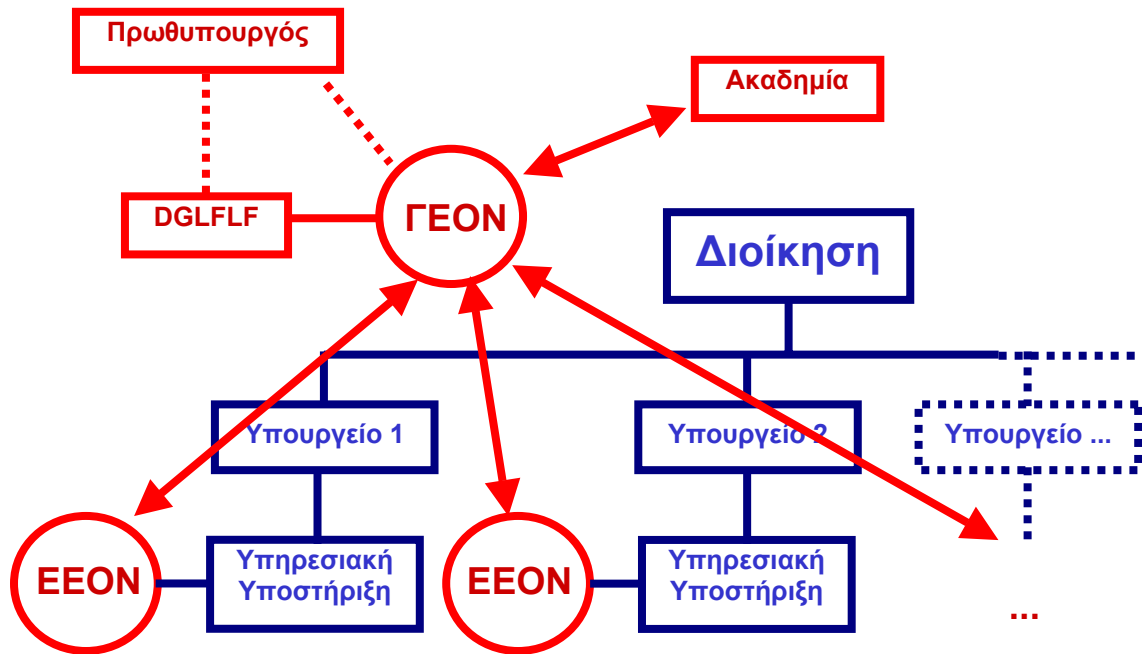 Πρωθυπουργός
Ακαδημία
DGLFLF
ΓΕΟΝ
Διοίκηση
Υπουργείο 1
Υπουργείο 2
Υπουργείο ...
ΕΕΟΝ
Υπηρεσιακή
Υποστήριξη
ΕΕΟΝ
Υπηρεσιακή
Υποστήριξη
...